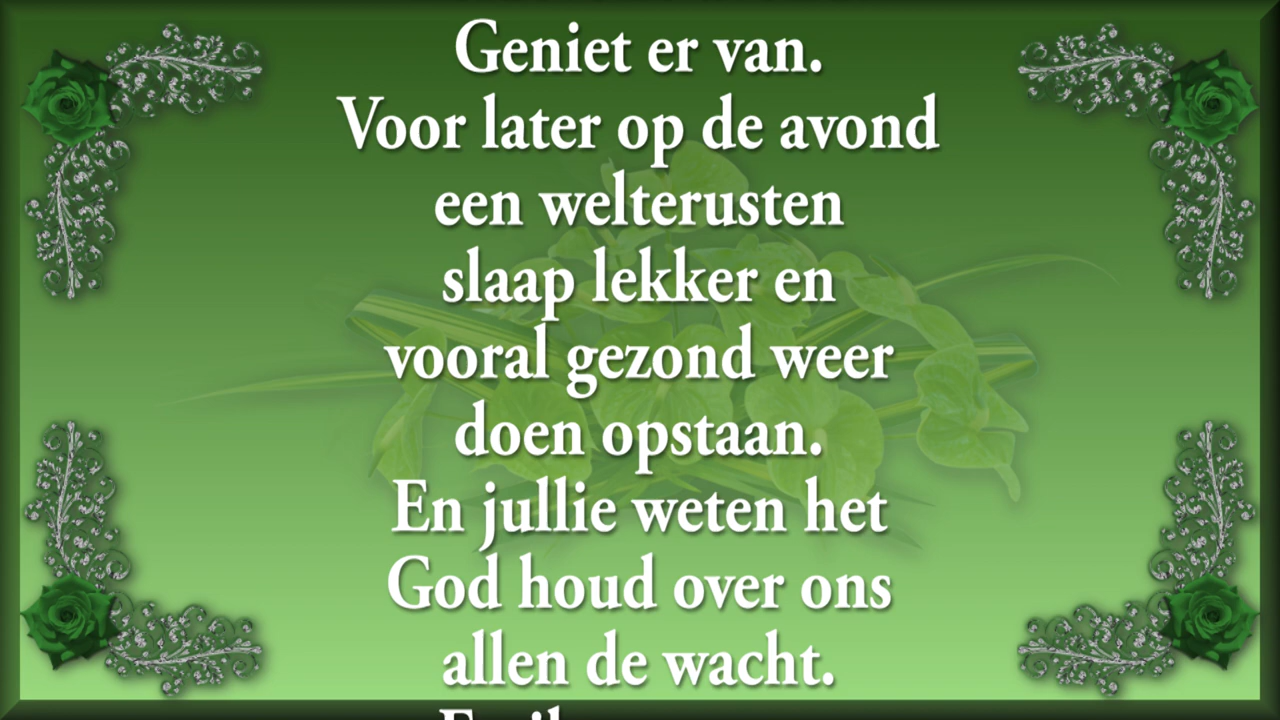 Geniet er van.
Voor later op de avond
een welterusten
slaap lekker en
vooral gezond weer
doen opstaan.
En jullie weten het
God houd over ons
allen de wacht.